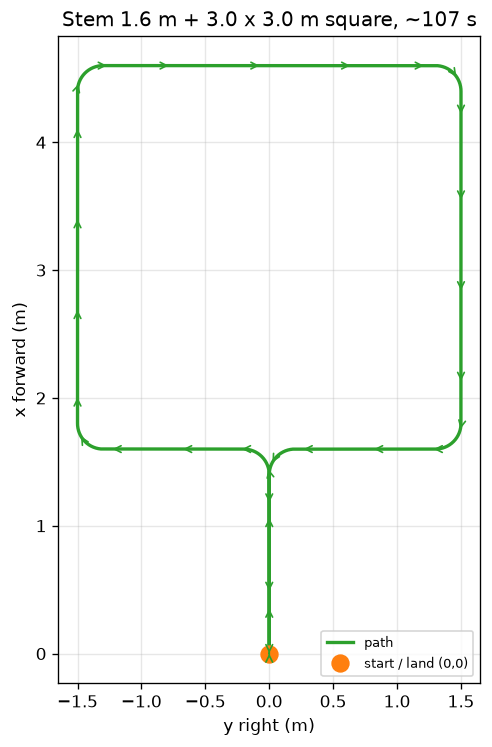 Stem 1.6 m + 3.0 x 3.0 m square, ~107 s
x forward (m)
4
3
2
1
0
path
start / land (0,0)
−1.5 −1.0 −0.5 0.0 0.5 1.0 1.5
y right (m)